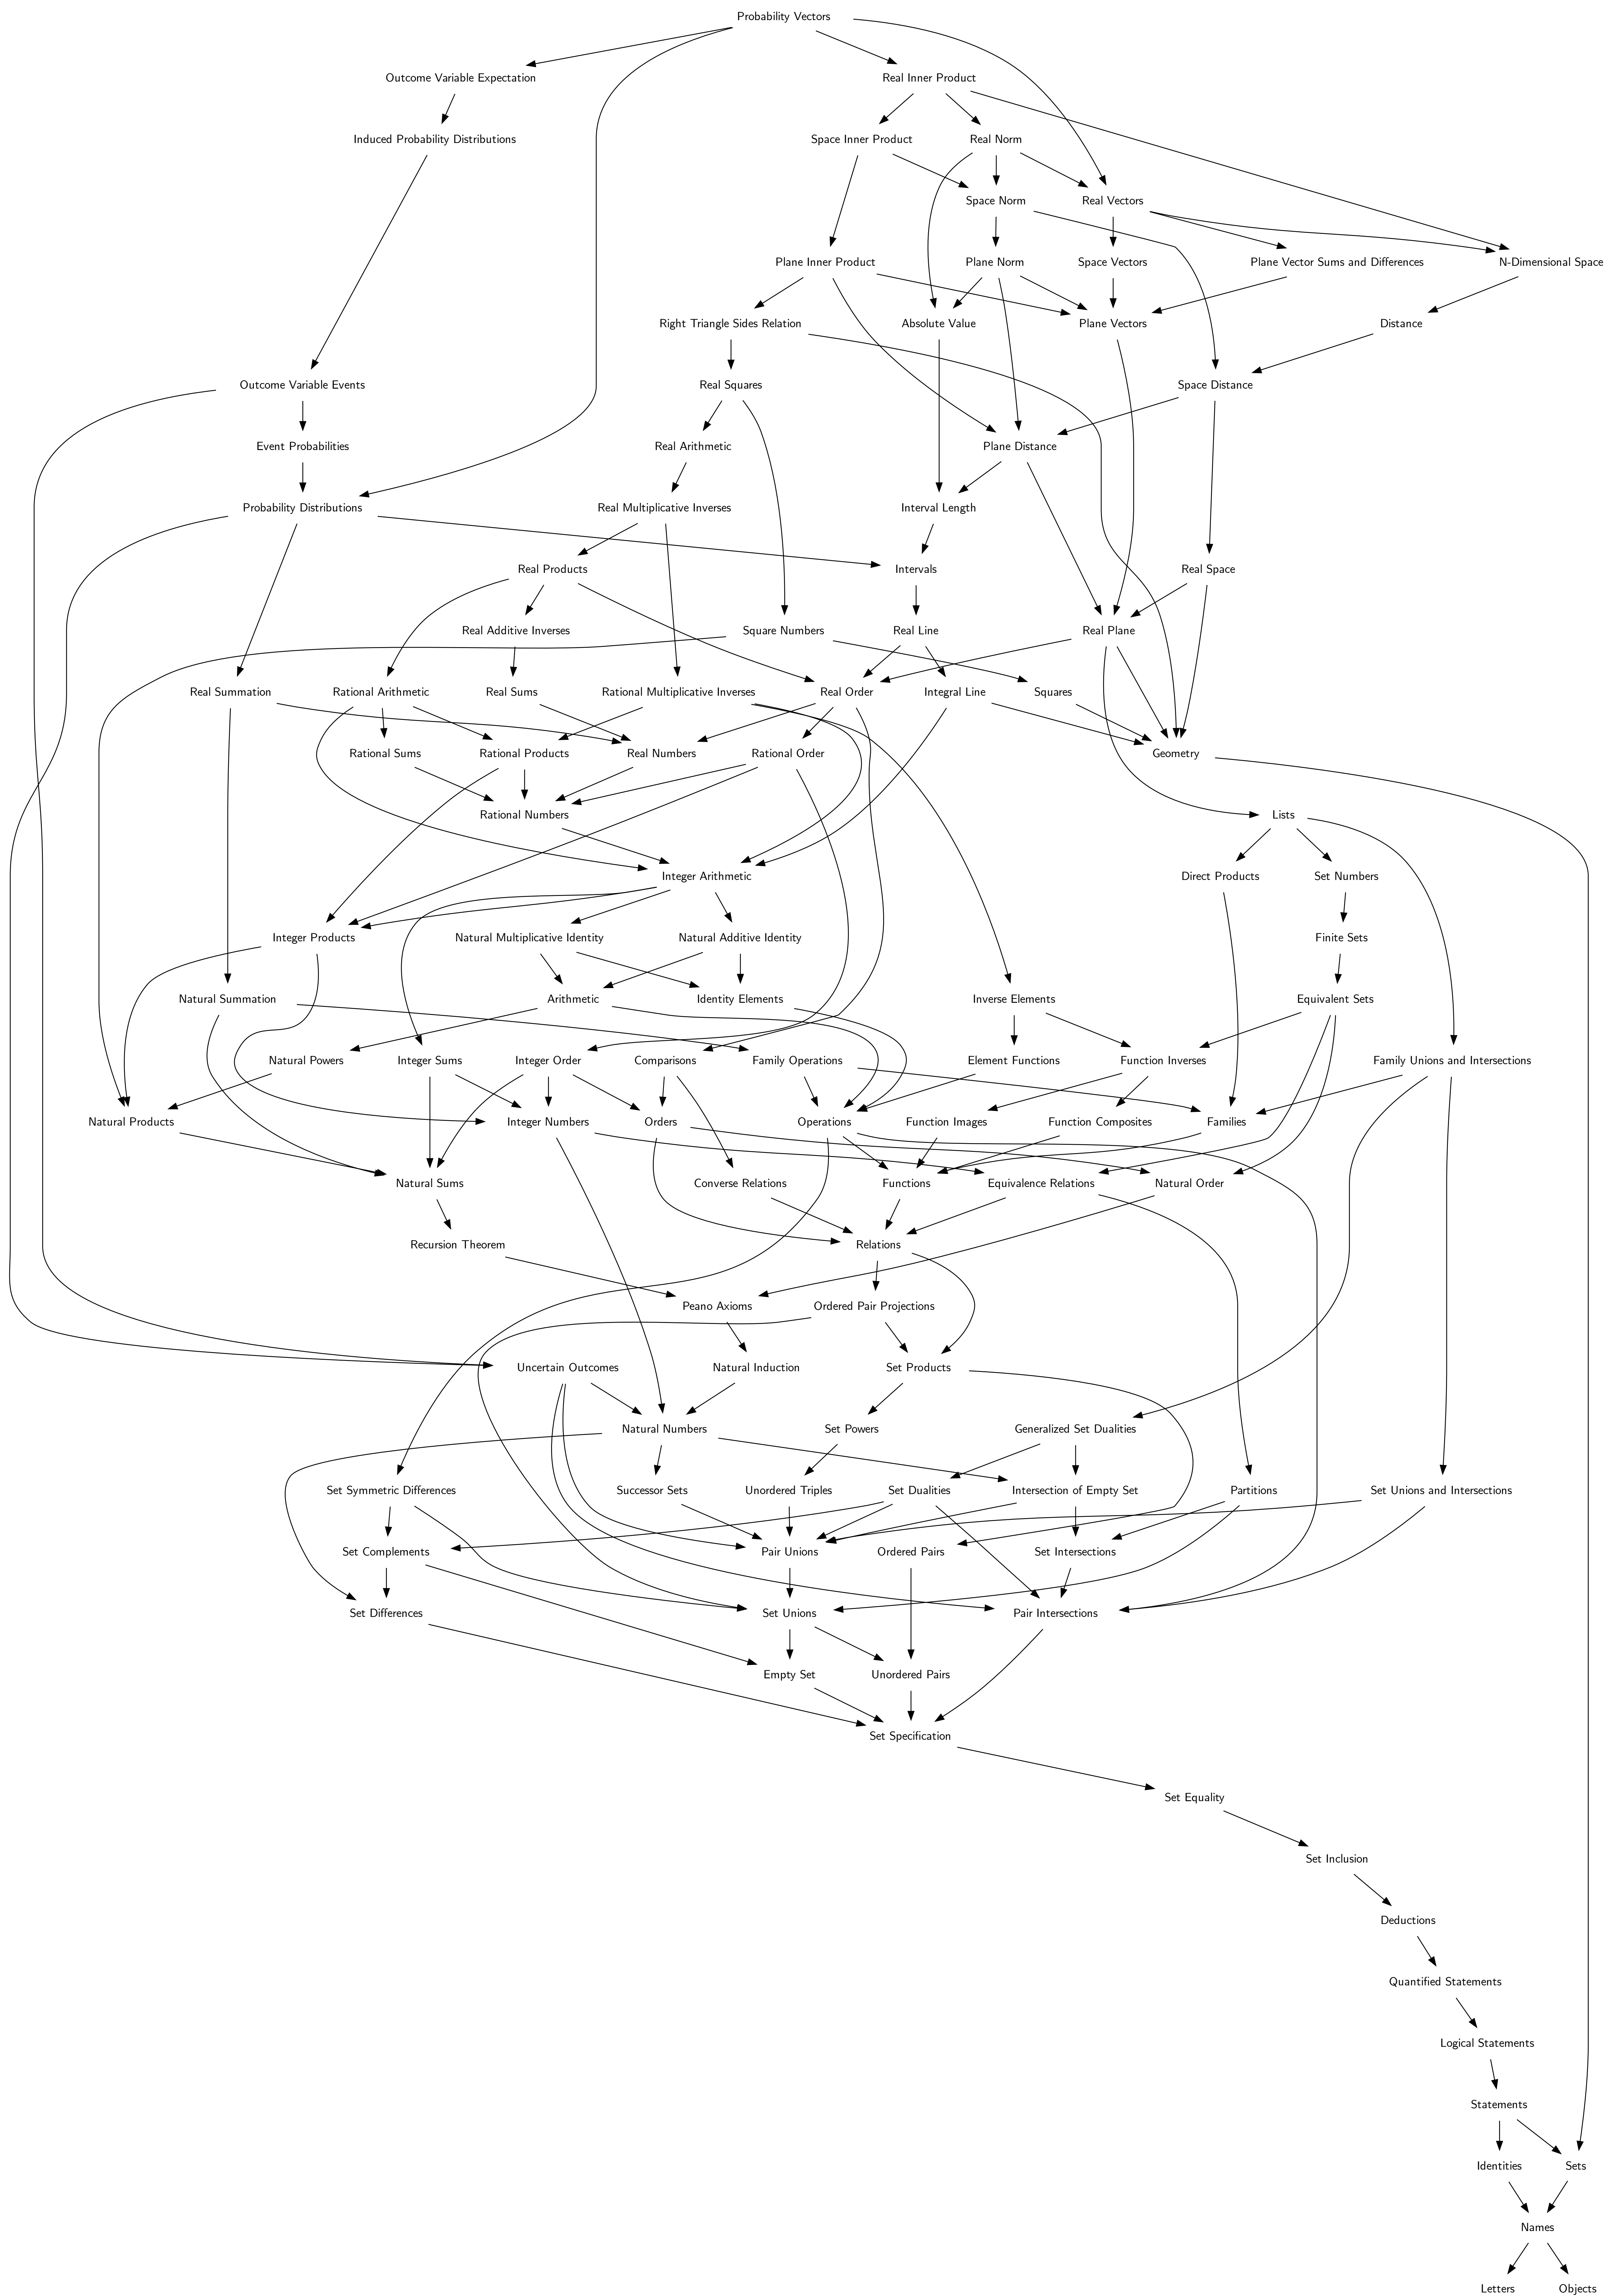 Probability Vectors
Outcome Variable Expectation
Real Inner Product
Induced Probability Distributions
Space Inner Product
Real Norm
Space Norm
Real Vectors
Plane Inner Product
Plane Norm
Space Vectors
Plane Vector Sums and Differences
N-Dimensional Space
Right Triangle Sides Relation
Absolute Value
Plane Vectors
Distance
Outcome Variable Events
Real Squares
Space Distance
Event Probabilities
Real Arithmetic
Plane Distance
Probability Distributions
Real Multiplicative Inverses
Interval Length
Real Products
Intervals
Real Space
Real Additive Inverses
Square Numbers
Real Line
Real Plane
Real Summation
Rational Arithmetic
Real Sums
Rational Multiplicative Inverses
Real Order
Integral Line
Squares
Rational Sums
Rational Products
Real Numbers
Rational Order
Geometry
Rational Numbers
Lists
Integer Arithmetic
Direct Products
Set Numbers
Integer Products
Natural Multiplicative Identity
Natural Additive Identity
Finite Sets
Natural Summation
Arithmetic
Identity Elements
Inverse Elements
Equivalent Sets
Natural Powers
Integer Sums
Integer Order
Comparisons
Family Operations
Element Functions
Function Inverses
Family Unions and Intersections
Natural Products
Integer Numbers
Orders
Operations
Function Images
Function Composites
Families
Natural Sums
Converse Relations
Functions
Equivalence Relations
Natural Order
Recursion Theorem
Relations
Peano Axioms
Ordered Pair Projections
Uncertain Outcomes
Natural Induction
Set Products
Natural Numbers
Set Powers
Generalized Set Dualities
Set Symmetric Differences
Successor Sets
Unordered Triples
Set Dualities
Intersection of Empty Set
Partitions
Set Unions and Intersections
Set Complements
Pair Unions
Ordered Pairs
Set Intersections
Set Differences
Set Unions
Pair Intersections
Empty Set
Unordered Pairs
Set Specification
Set Equality
Set Inclusion
Deductions
Quantified Statements
Logical Statements
Statements
Identities
Sets
Names
Letters
Objects